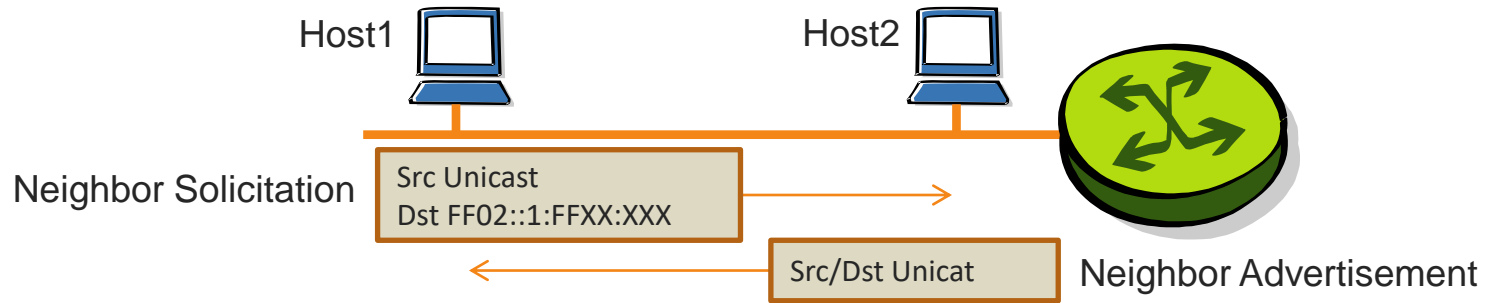 Host1
Host2
Neighbor Solicitation
Src Unicast
Dst FF02::1:FFXX:XXX
Src/Dst Unicat
Neighbor Advertisement